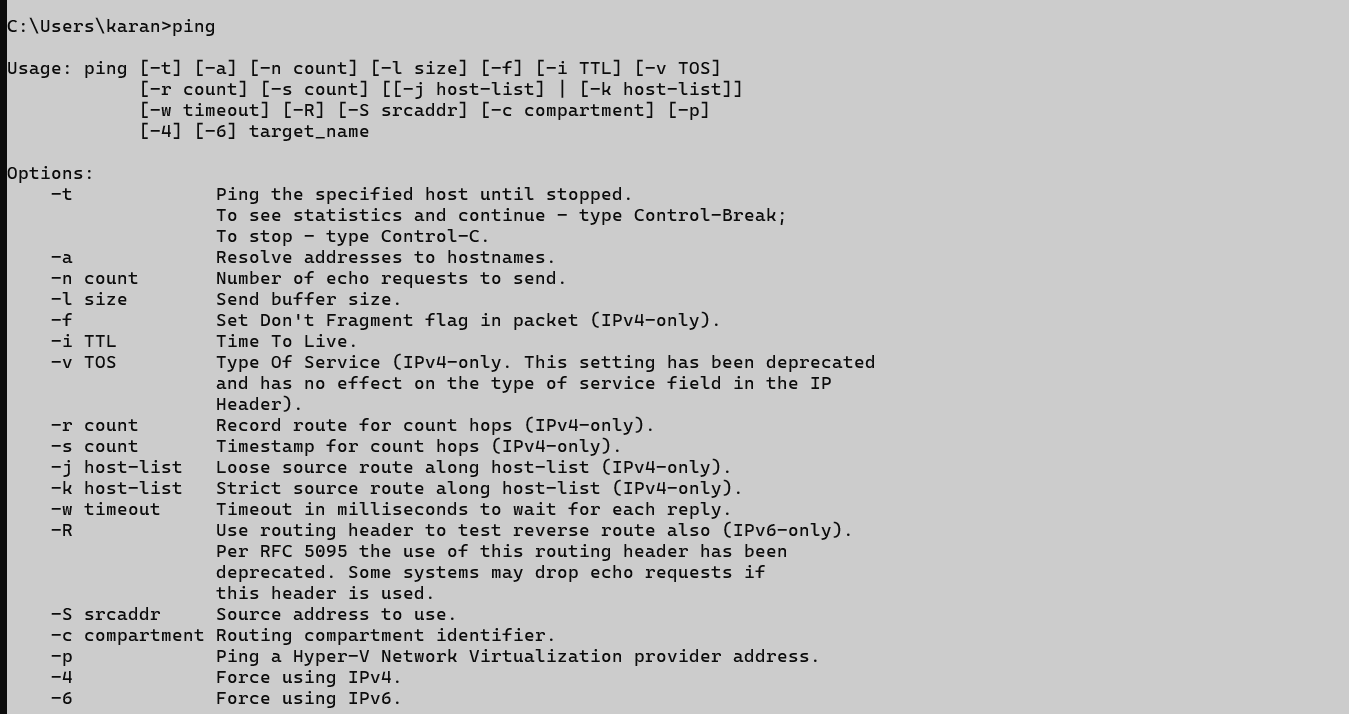 C:\Users\karan>ping
Usage: ping [-t] [-a] [-n count] [-l size] [-f] [-i TTL] [-v TOS]
            [-r count] [-s count] [[-j host-list] | [-k host-list]]
            [-w timeout] [-R] [-S srcaddr] [-c compartment] [-p]
            [-4] [-6] target_name
Options:
    -t             Ping the specified host until stopped.
                   To see statistics and continue - type Control-Break;
                   To stop - type Control-C.
    -a             Resolve addresses to hostnames.
    -n count       Number of echo requests to send.
    -l size        Send buffer size.
    -f             Set Don't Fragment flag in packet (IPv4-only).
    -i TTL         Time To Live.
    -v TOS         Type Of Service (IPv4-only. This setting has been deprecated
                   and has no effect on the type of service field in the IP
                   Header).
    -r count       Record route for count hops (IPv4-only).
    -s count       Timestamp for count hops (IPv4-only).
    -j host-list   Loose source route along host-list (IPv4-only).
    -k host-list   Strict source route along host-list (IPv4-only).
    -w timeout     Timeout in milliseconds to wait for each reply.
    -R             Use routing header to test reverse route also (IPv6-only).
                   Per RFC 5095 the use of this routing header has been
                   deprecated. Some systems may drop echo requests if
                   this header is used.
    -S srcaddr     Source address to use.
    -c compartment Routing compartment identifier.
    -p             Ping a Hyper-V Network Virtualization provider address.
    -4             Force using IPv4.
    -6             Force using IPv6.